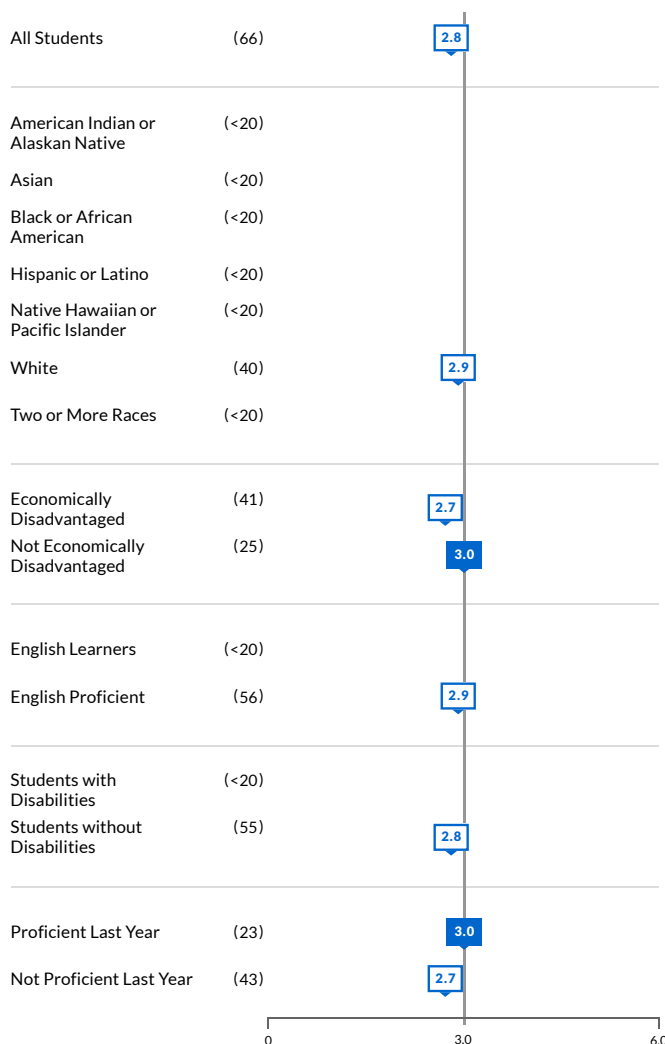 All Students (66) 2.8
American Indian or (<20)
Alaskan Native
Asian (<20)
Black or African (<20)
American
Hispanic or Latino (<20)
Native Hawaiian or (<20)
Pacific Islander
White (40) 2.9
Two or More Races (<20)
Economically (41) 2.7
Disadvantaged
Not Economically (25) 3.0
Disadvantaged
English Learners (<20)
English Proficient (56) 2.9
Students with (<20)
Disabilities
Students without (55) 2.8
Disabilities
Proficient Last Year (23) 3.0
Not Proficient Last Year (43) 2.7
0 3.0 6.0